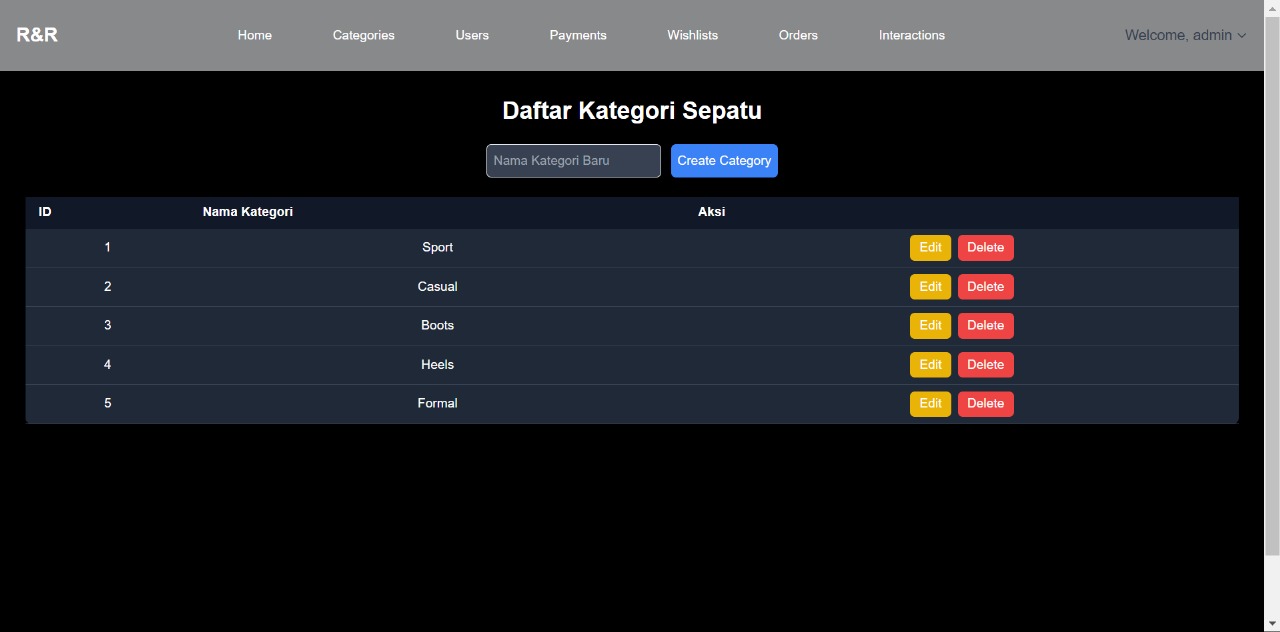 R&R Home Categories Users Payments Wishlists Orders Interactions Welcome, admin
Daftar Kategori Sepatu
Nama Kategori Baru Create Category
ID Nama Kategori Aksi
1 Sport Edit Delete
2 Casual Edit Delete
3 Boots Edit Delete
4 Heels Edit Delete
5 Formal Edit Delete